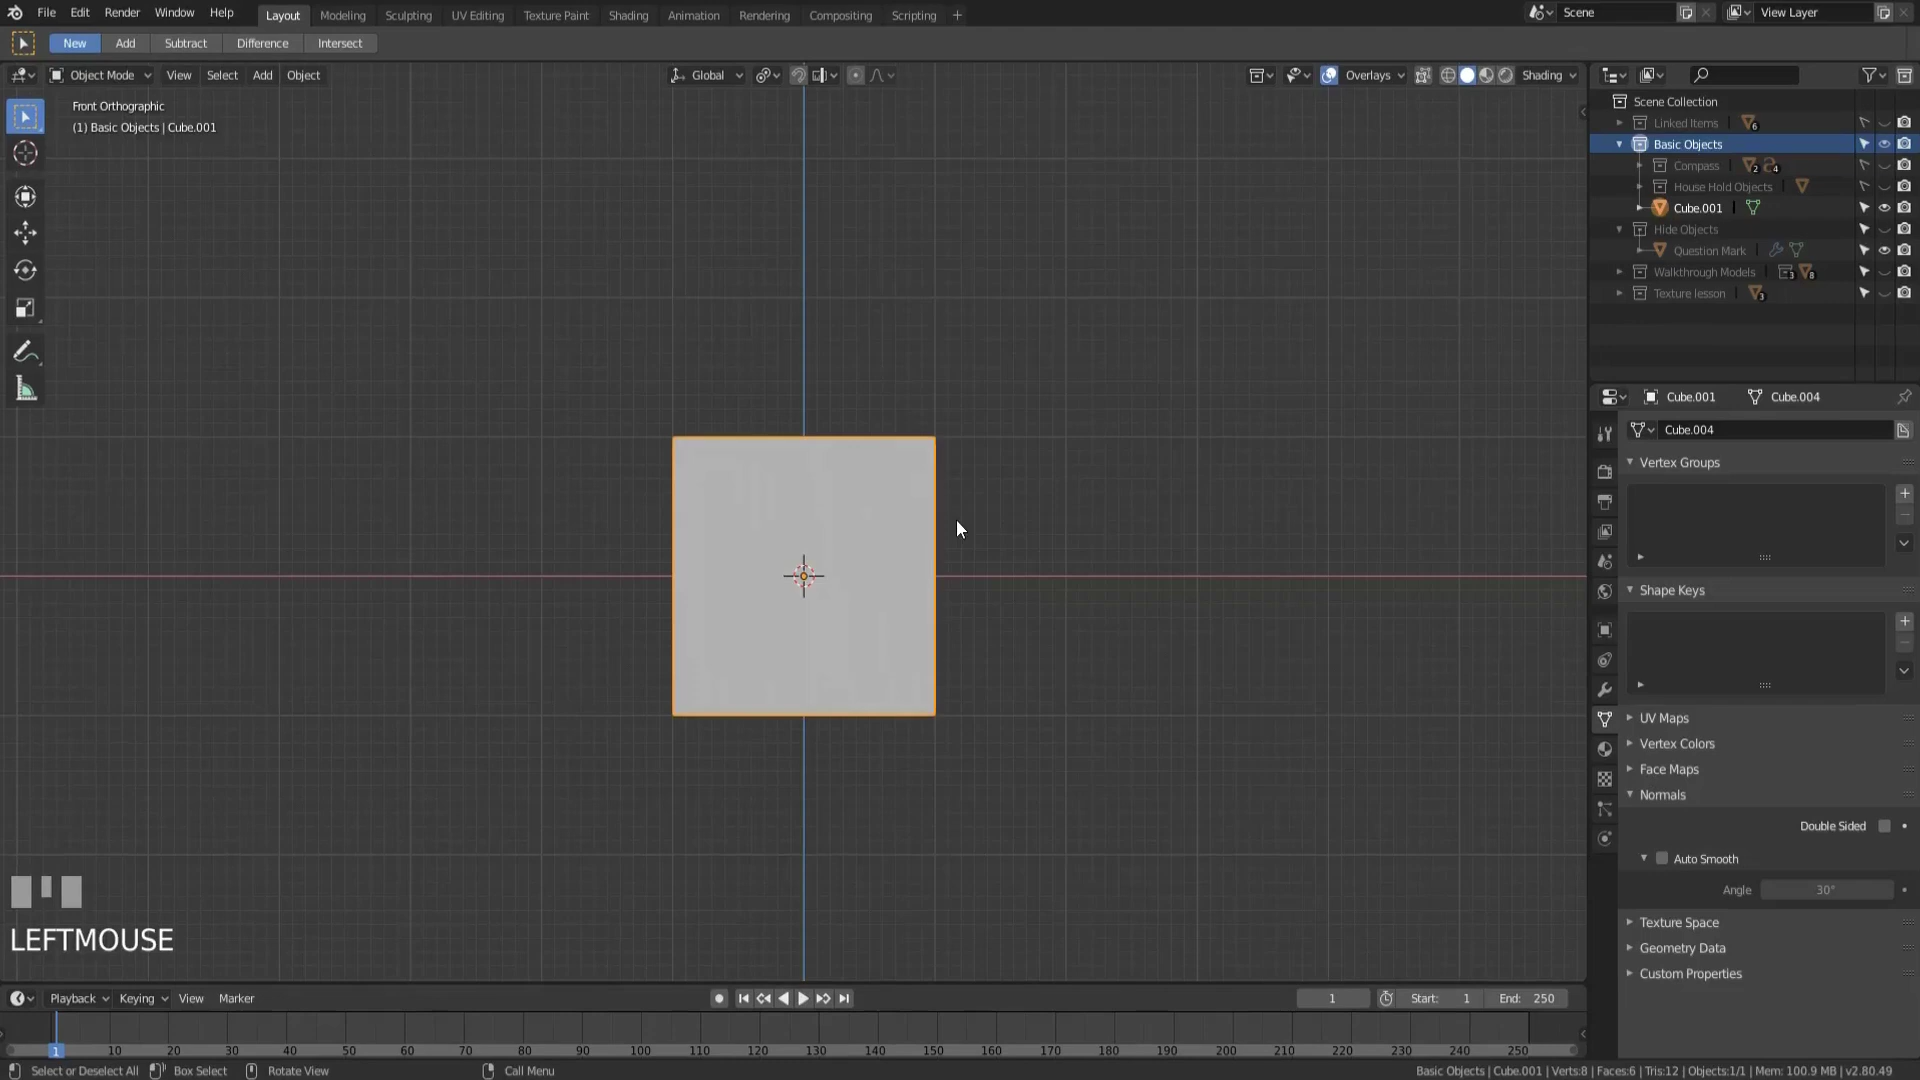 File Edit Render Window Help Layout Modeling Sculpting UV Editing Texture Paint Shading Animation Rendering Compositing Scripting + Scene View Layer
New Add Subtract Difference Intersect
Object Mode View Select Add Object Global Overlays Shading
Front Orthographic
(1) Basic Objects | Cube.001
Scene Collection
Linked Items 6
Basic Objects
Compass 2 4
House Hold Objects
Cube.001
Hide Objects
Question Mark
Walkthrough Models 3 8
Texture lesson 3
Cube.001 Cube.004
Cube.004
Vertex Groups
Shape Keys
UV Maps
Vertex Colors
Face Maps
Normals
Double Sided
Auto Smooth
Angle 30°
Texture Space
Geometry Data
Custom Properties
LEFTMOUSE
Playback Keying View Marker 1 Start: 1 End: 250
1 10 20 30 40 50 60 70 80 90 100 110 120 130 140 150 160 170 180 190 200 210 220 230 240 250
Select or Deselect All Box Select Rotate View Call Menu Basic Objects | Cube.001 | Verts:8 | Faces:6 | Tris:12 | Objects:1/1 | Mem: 100.9 MB | v2.80.49